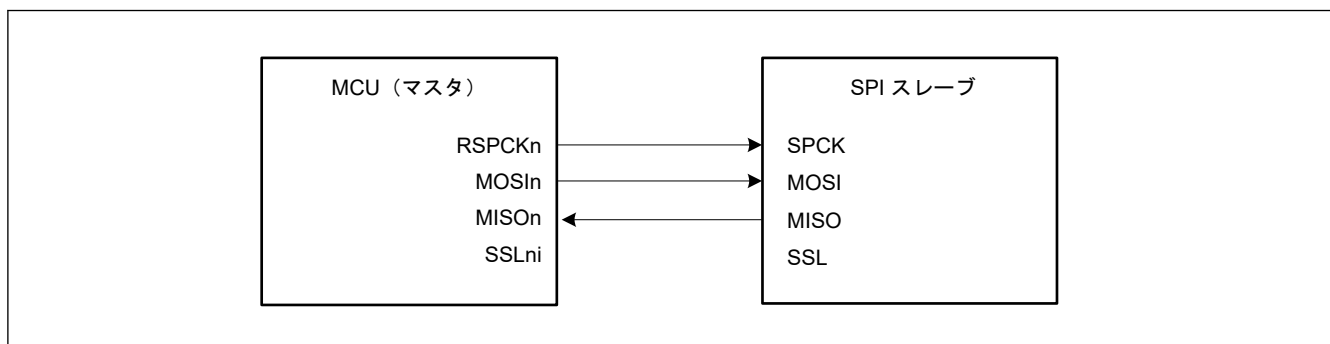 MCU（マスタ）
RSPCKn
MOSIn
MISOn
SSLni
SPI スレーブ
SPCK
MOSI
MISO
SSL